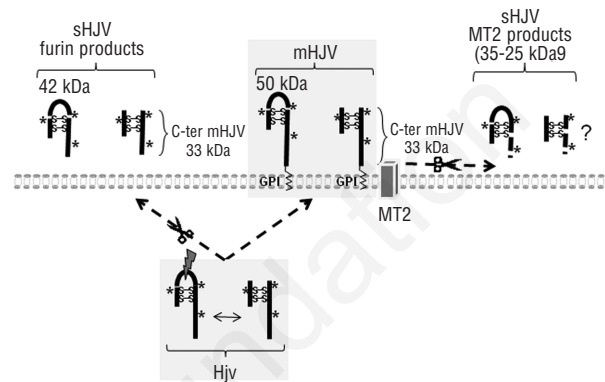 sHJV
furin products
42 kDa
S-S
S-S
*
*
*
S-S
S-S
*
*
*
C-ter mHJV
33 kDa
mHJV
50 kDa
S-S
S-S
*
*
*
GPI
S-S
S-S
*
*
*
GPI
C-ter mHJV
33 kDa
MT2
sHJV
MT2 products
(35-25 kDa9
S-S
S-S
*
*
*
S-S
S-S
*
*
*
?
S-S
S-S
*
*
*
S-S
S-S
*
*
*
Hjv
ndation